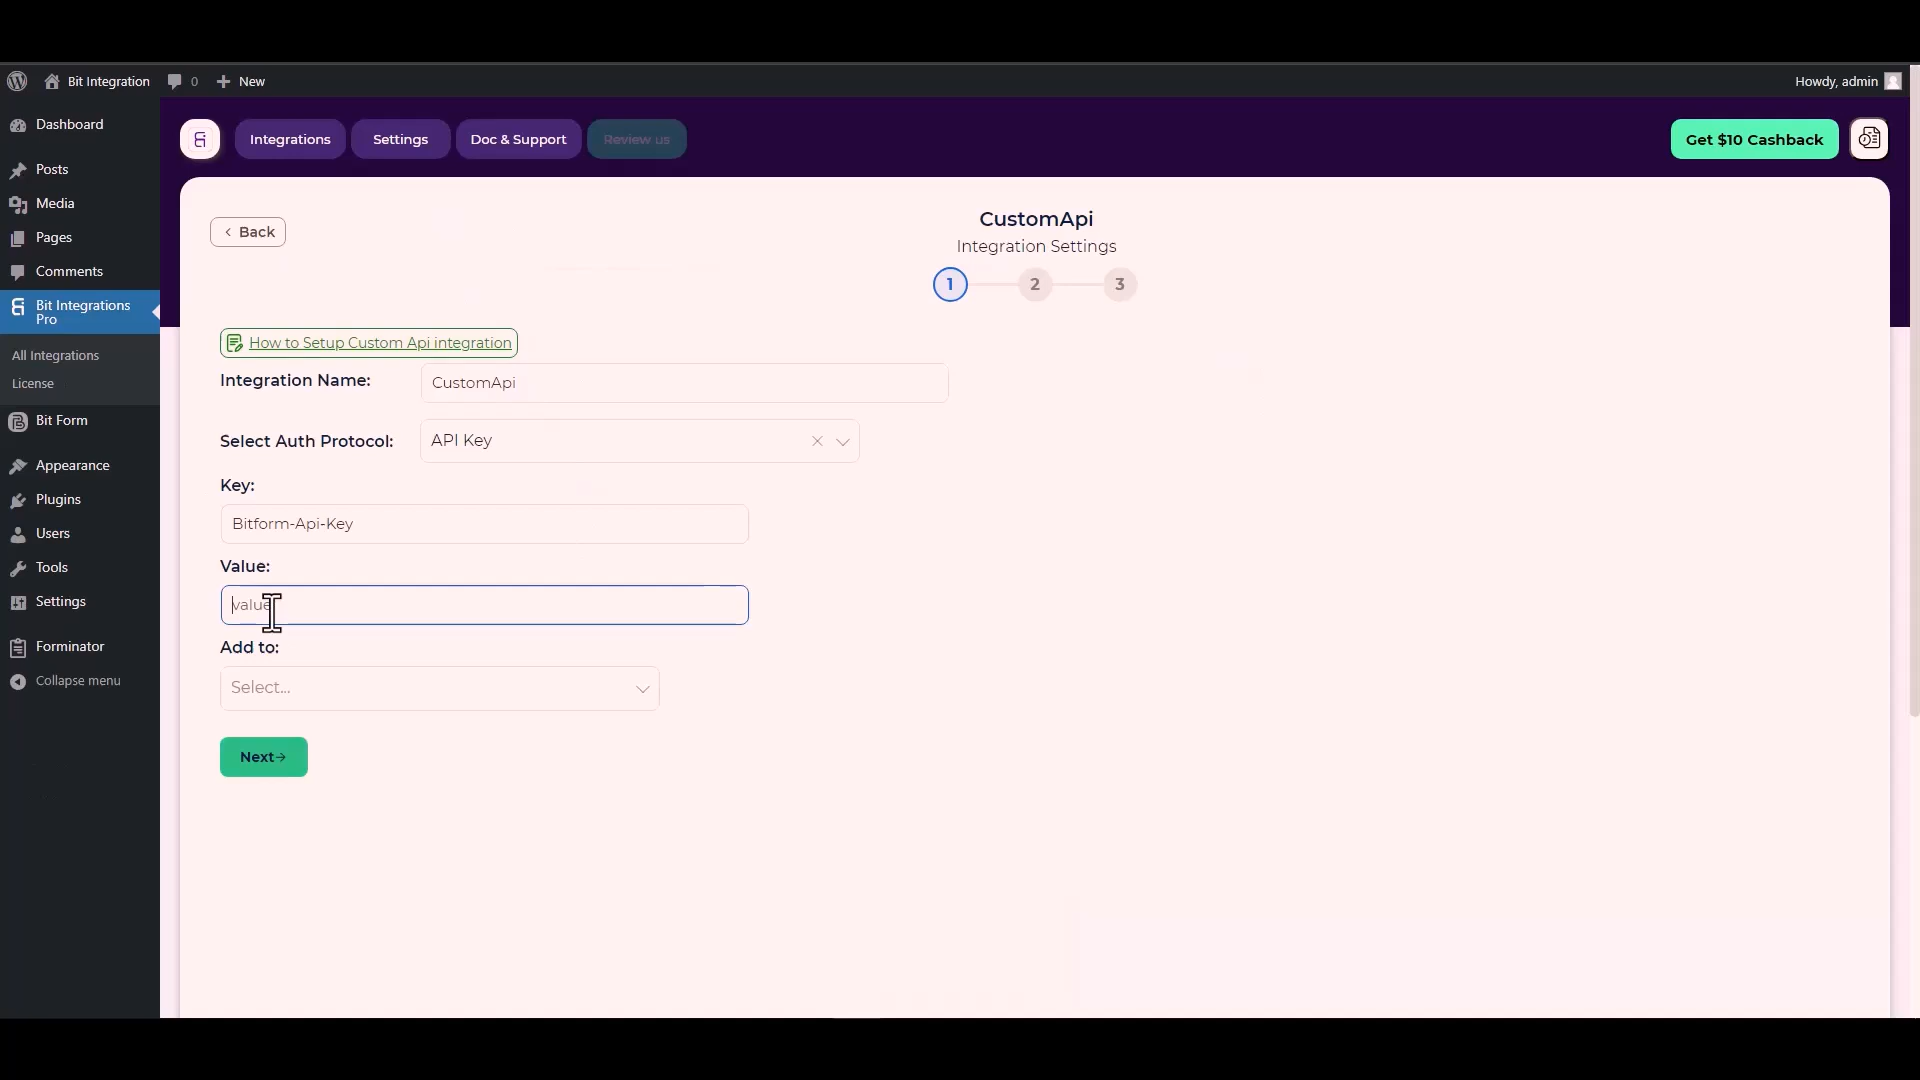 Bit Integration
0
New
Howdy, admin
Dashboard
Posts
Media
Pages
Comments
Bit Integrations
Pro
All Integrations
License
Bit Form
Appearance
Plugins
Users
Tools
Settings
Forminator
Collapse menu
Integrations
Settings
Doc & Support
Review us
Get $10 Cashback
Back
CustomApi
Integration Settings
1
2
3
How to Setup Custom Api integration
Integration Name:
CustomApi
Select Auth Protocol:
API Key
Key:
Bitform-Api-Key
Value:
value
Add to:
Select...
Next→